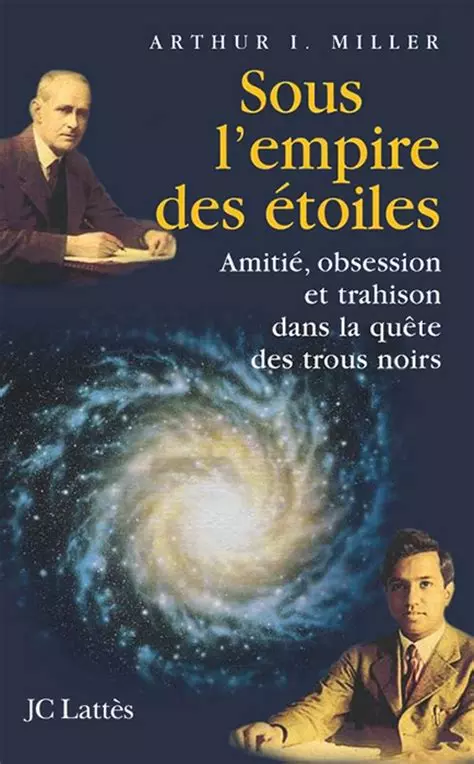 ARTHUR I. MILLER
Sous
l'empire
des étoiles
Amitié, obsession
et trahison
dans la quête
des trous noirs
JC Lattès